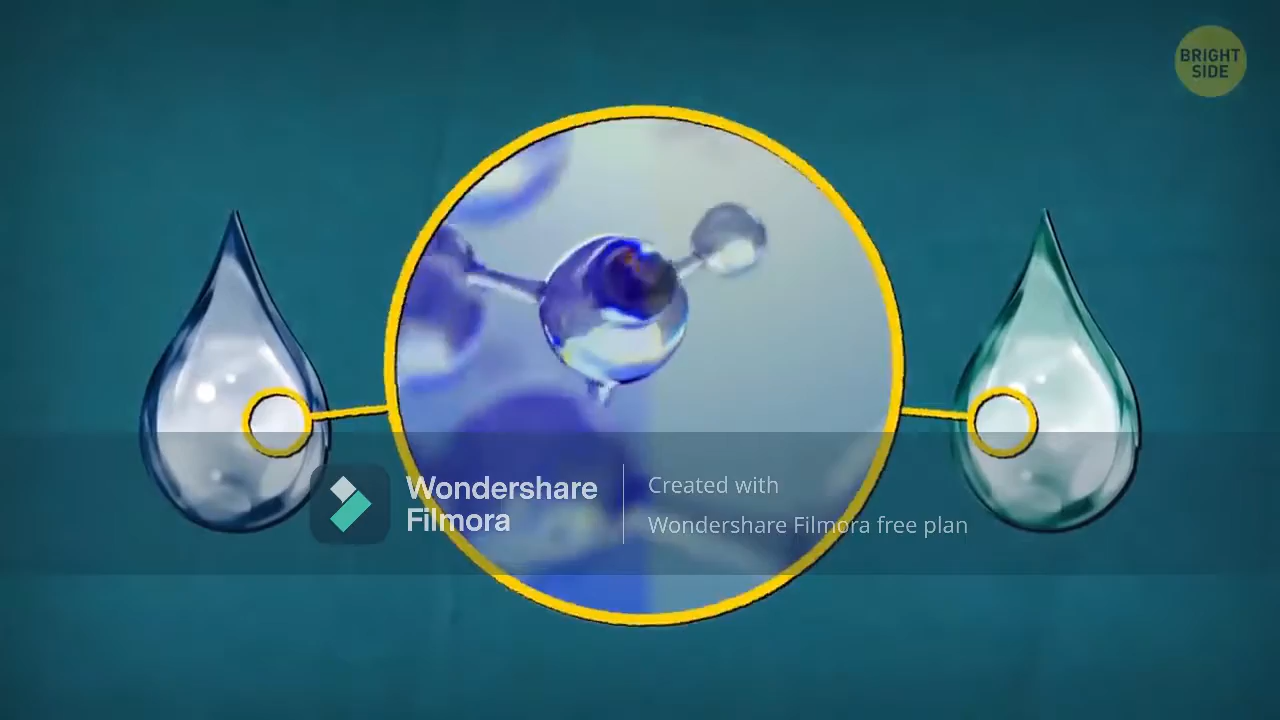 BRIGHT
SIDE
Wondershare
Filmora
Created with
Wondershare Filmora free plan